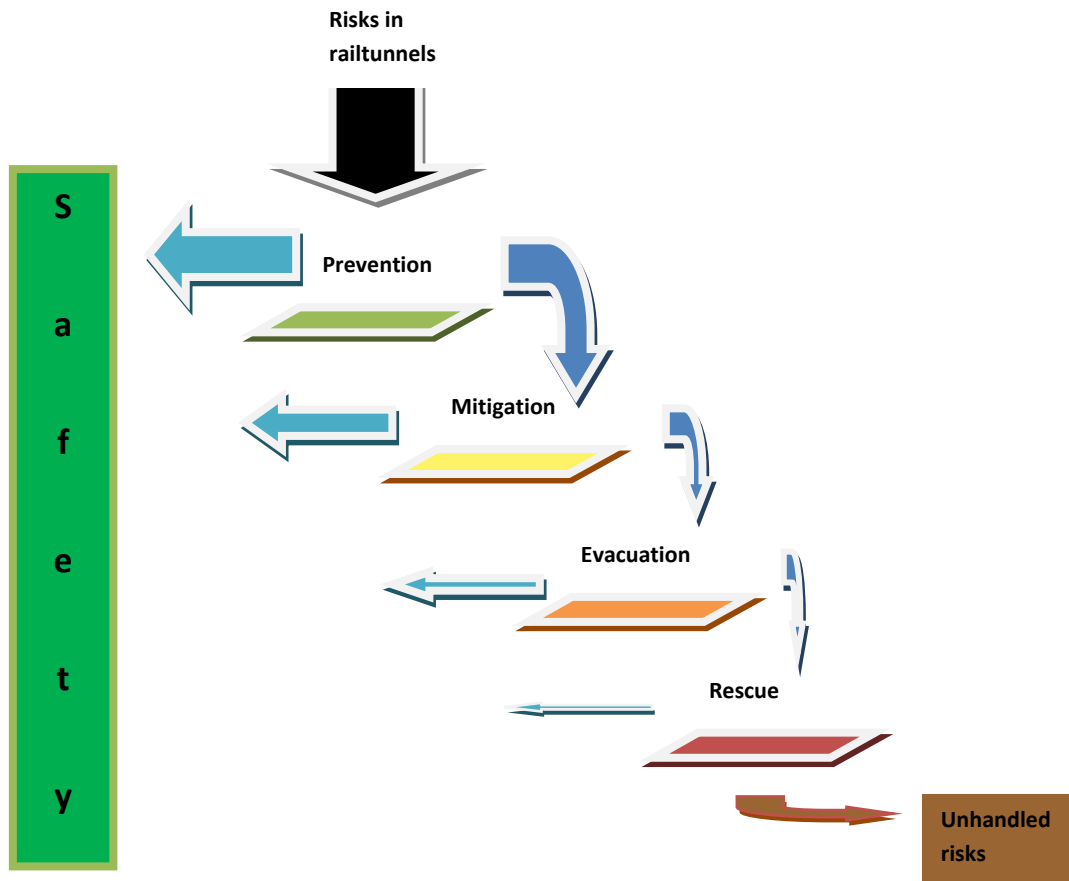 Risks in
railtunnels
S
a
f
e
t
y
Prevention
Mitigation
Evacuation
Rescue
Unhandled
risks